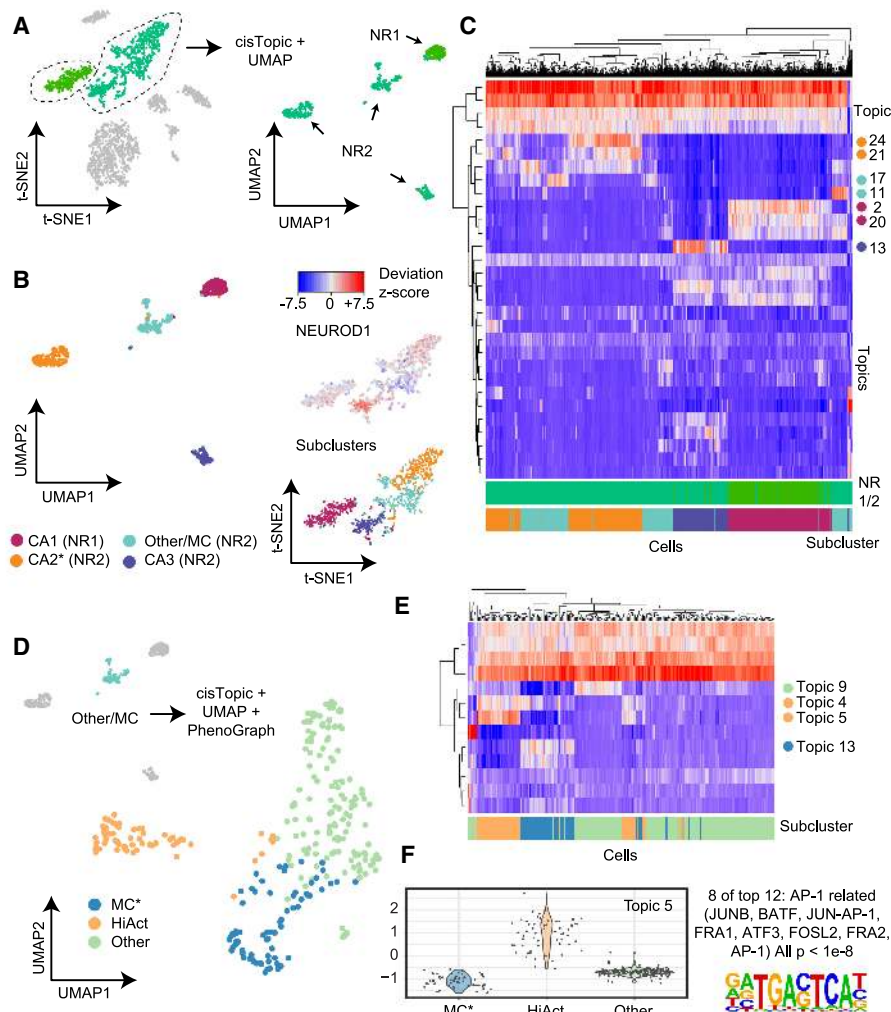 A
t-SNE2
t-SNE1
cisTopic +
UMAP
NR1
NR2
UMAP2
UMAP1
B
UMAP2
UMAP1
CA1 (NR1)
Other/MC (NR2)
CA2* (NR2)
CA3 (NR2)
Deviation
z-score
-7.5
0
+7.5
NEUROD1
Subclusters
t-SNE2
t-SNE1
C
Topic
24
21
17
11
2
20
13
Topics
NR
1/2
Cells
Subcluster
D
Other/MC
cisTopic +
UMAP +
PhenoGraph
MC*
HiAct
Other
UMAP2
UMAP1
E
Topic 9
Topic 4
Topic 5
Topic 13
Subcluster
Cells
F
Topic 5
2
1
0
−1
MC*
HiAct
Other
8 of top 12: AP-1 related
(JUNB, BATF, JUN-AP-1,
FRA1, ATF3, FOSL2, FRA2,
AP-1) All p < 1e-8
TGA
TCA